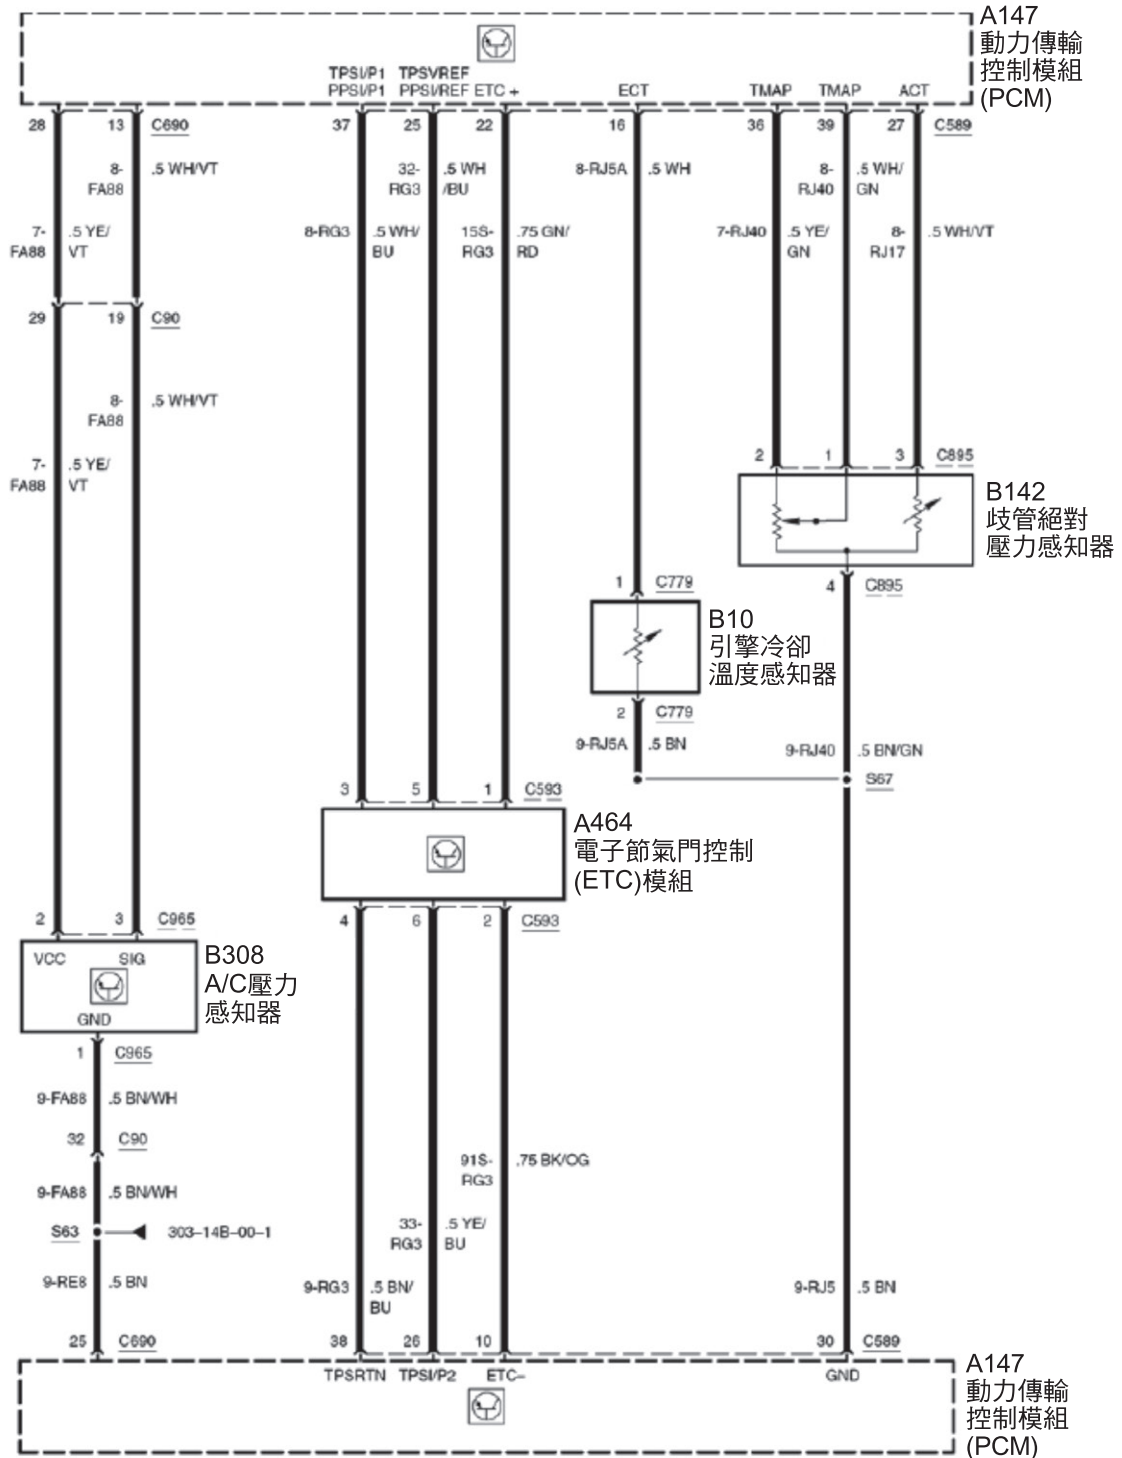 A147
動力傳輸
控制模組
(PCM)
TPSI/P1 TPSVREF
PPSI/P1 PPSI/REF ETC + ECT TMAP TMAP ACT
28 13 C690 37 25 22 16 36 39 27 C589
8- .5 WH/VT
FA88
32- .5 WH
RG3 /BU
8-RJ5A .5 WH
8- .5 WH/
RJ40 GN
7- .5 YE/
FA88 VT
8-RG3 .5 WH/
BU
15S- .75 GN/
RG3 RD
7-RJ40 .5 YE/
GN
8- .5 WH/VT
RJ17
29 19 C90
8- .5 WH/VT
FA88
7- .5 YE/
FA88 VT
2 1 3 C895
B142
歧管絕對
壓力感知器
4 C895
1 C779
B10
引擎冷卻
溫度感知器
2 C779
9-RJ5A .5 BN
9-RJ40 .5 BN/GN
S67
3 5 1 C593
A464
電子節氣門控制
(ETC)模組
4 6 2 C593
2 3 C965
VCC SIG
GND
B308
A/C壓力
感知器
1 C965
9-FA88 .5 BN/WH
32 C90
9-FA88 .5 BN/WH
S63 303-14B-00-1
9-RE8 .5 BN
91S- .75 BK/OG
RG3
33- .5 YE/
RG3 BU
9-RG3 .5 BN/
BU
9-RJ5 .5 BN
25 C690 38 26 10 30 C589
TPSRTN TPSI/P2 ETC- GND
A147
動力傳輸
控制模組
(PCM)